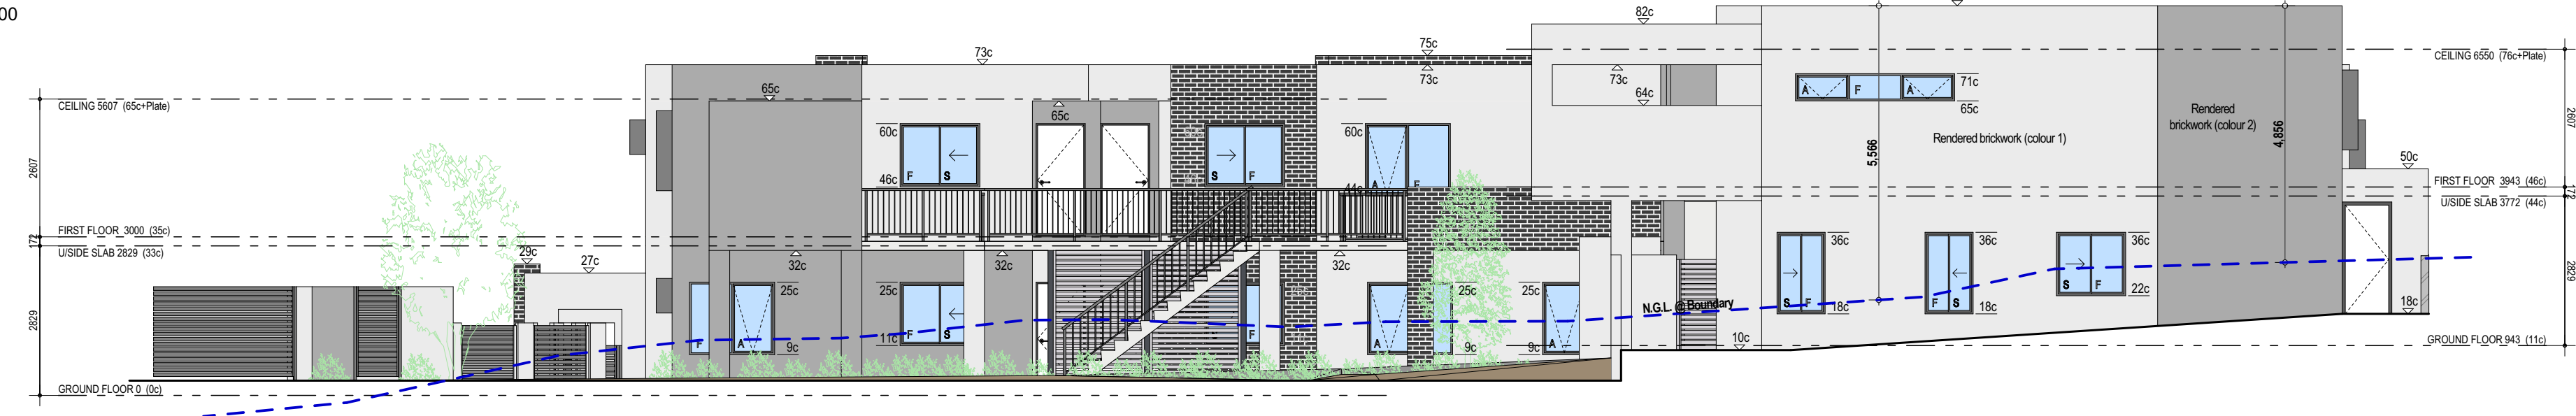 00
CEILING 5607 (65c+Plate)
2607
FIRST FLOOR 3000 (35c)
172
U/SIDE SLAB 2829 (33c)
2829
GROUND FLOOR 0 (0c)
29c
27c
65c
73c
65c
60c
46c
F S
32c
32c
25c
9c
F
A
25c
11c
F S
S F
75c
73c
60c
44c
A F
32c
F
25c
9c
A
25c
9c
A
82c
73c
64c
N.G.L. @ Boundary
10c
A F A
71c
65c
5,566
Rendered brickwork (colour 1)
Rendered
brickwork (colour 2)
4,856
S F
36c
18c
F S
36c
18c
S F
36c
22c
50c
18c
CEILING 6550 (76c+Plate)
2607
FIRST FLOOR 3943 (46c)
172
U/SIDE SLAB 3772 (44c)
2829
GROUND FLOOR 943 (11c)